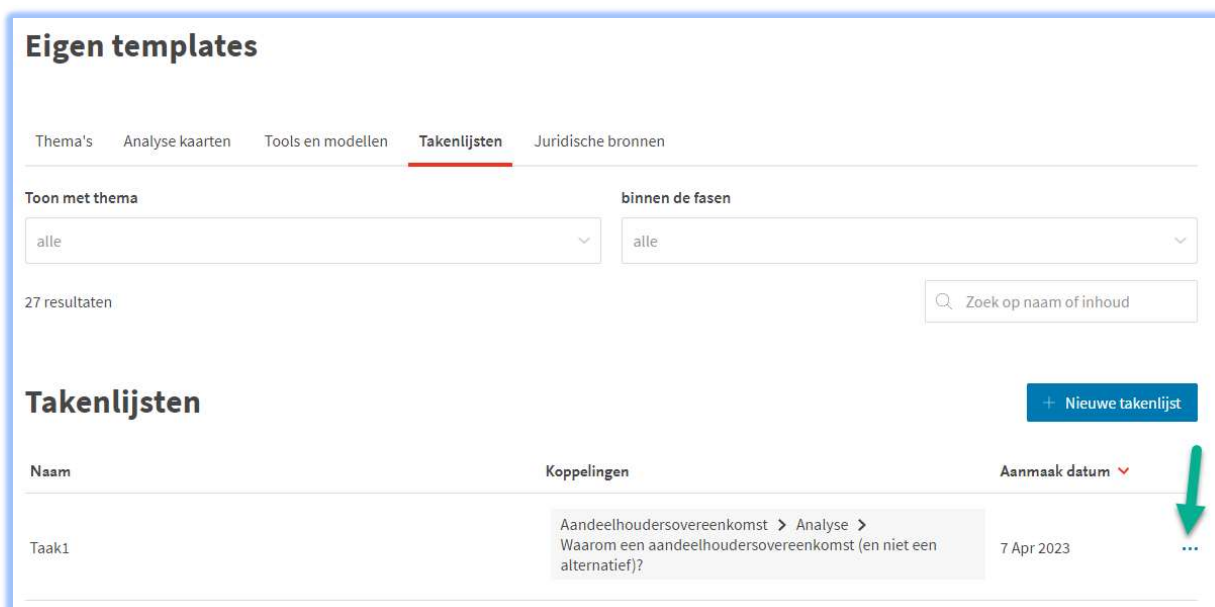 Eigen templates
Thema's Analyse kaarten Tools en modellen Takenlijsten Juridische bronnen
Toon met thema binnen de fasen
alle alle
27 resultaten Zoek op naam of inhoud
Takenlijsten + Nieuwe takenlijst
Naam Koppelingen Aanmaak datum
Aandeelhoudersovereenkomst > Analyse >
Taak1 Waarom een aandeelhoudersovereenkomst (en niet een 7 Apr 2023 ...
alternatief)?